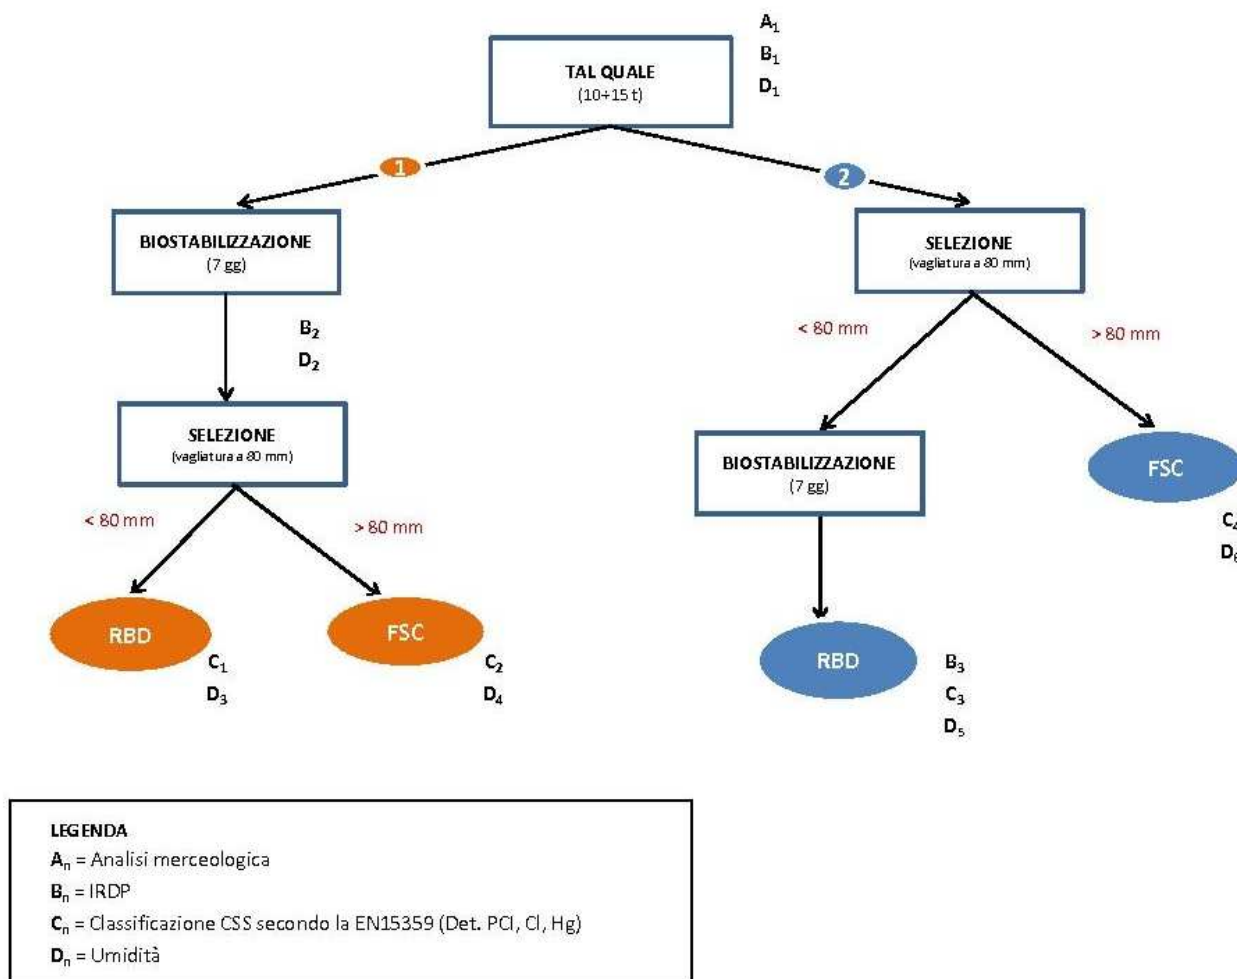 A₁
B₁
D₁
TAL QUALE
(10÷15 t)
1
2
BIOSTABILIZZAZIONE
(7 gg)
SELEZIONE
(vagliatura a 80 mm)
< 80 mm
> 80 mm
B₂
D₂
SELEZIONE
(vagliatura a 80 mm)
BIOSTABILIZZAZIONE
(7 gg)
FSC
C₄
D₆
< 80 mm
> 80 mm
RBD
C₁
D₃
FSC
C₂
D₄
RBD
B₃
C₃
D₅
LEGENDA
Aₙ = Analisi merceologica
Bₙ = IRDP
Cₙ = Classificazione CSS secondo la EN15359 (Det. PCI, Cl, Hg)
Dₙ = Umidità